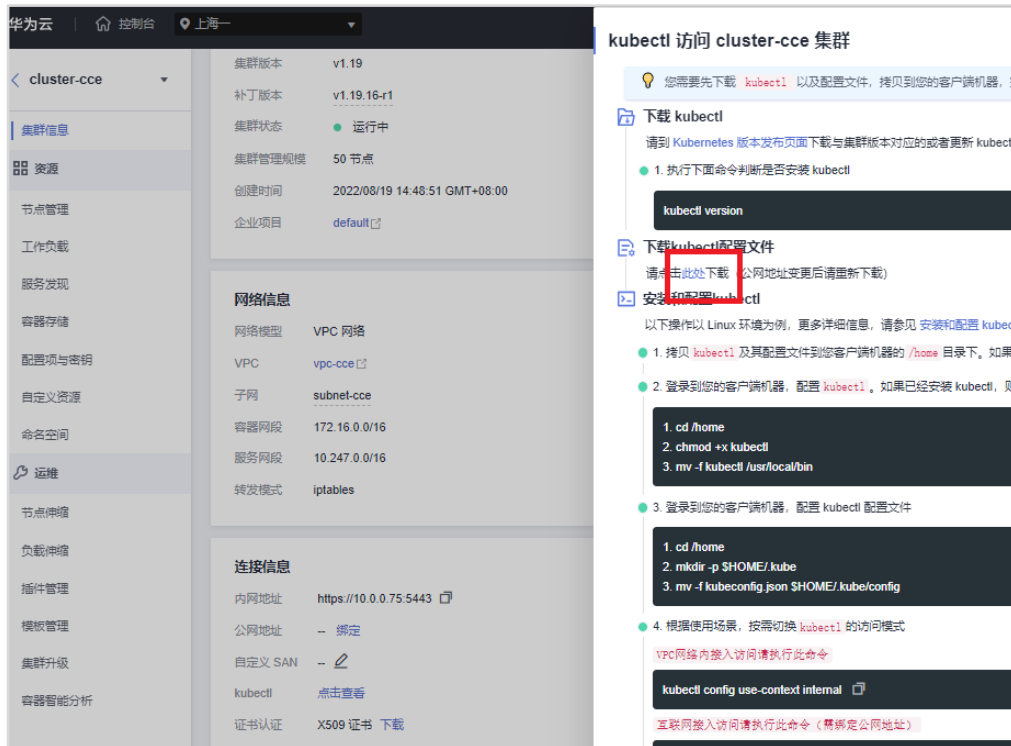 华为云
控制台
上海一
cluster-cce
集群信息
资源
节点管理
工作负载
服务发现
容器存储
配置项与密钥
自定义资源
命名空间
运维
节点伸缩
负载伸缩
插件管理
模板管理
集群升级
容器智能分析
集群版本 v1.19
补丁版本 v1.19.16-r1
集群状态 运行中
集群管理规模 50 节点
创建时间 2022/08/19 14:48:51 GMT+08:00
企业项目 default
网络信息
网络模型 VPC 网络
VPC vpc-cce
子网 subnet-cce
容器网段 172.16.0.0/16
服务网段 10.247.0.0/16
转发模式 iptables
连接信息
内网地址 https://10.0.0.75:5443
公网地址 -- 绑定
自定义 SAN --
kubectl 点击查看
证书认证 X509 证书 下载
kubectl 访问 cluster-cce 集群
您需要先下载 kubectl 以及配置文件，拷贝到您的客户端机器，
下载 kubectl
请到 Kubernetes 版本发布页面下载与集群版本对应的或者更新 kubect
1. 执行下面命令判断是否安装 kubectl
kubectl version
下载kubectl配置文件
请点击此处下载（公网地址变更后请重新下载)
安装和配置kubectl
以下操作以 Linux 环境为例，更多详细信息，请参见 安装和配置 kubec
1. 拷贝 kubectl 及其配置文件到您客户端机器的 /home 目录下。如果
2. 登录到您的客户端机器，配置 kubectl 。如果已经安装 kubectl，则
1. cd /home
2. chmod +x kubectl
3. mv -f kubectl /usr/local/bin
3. 登录到您的客户端机器，配置 kubectl 配置文件
1. cd /home
2. mkdir -p $HOME/.kube
3. mv -f kubeconfig.json $HOME/.kube/config
4. 根据使用场景，按需切换 kubectl 的访问模式
VPC网络内接入访问请执行此命令
kubectl config use-context internal
互联网接入访问请执行此命令（需绑定公网地址）